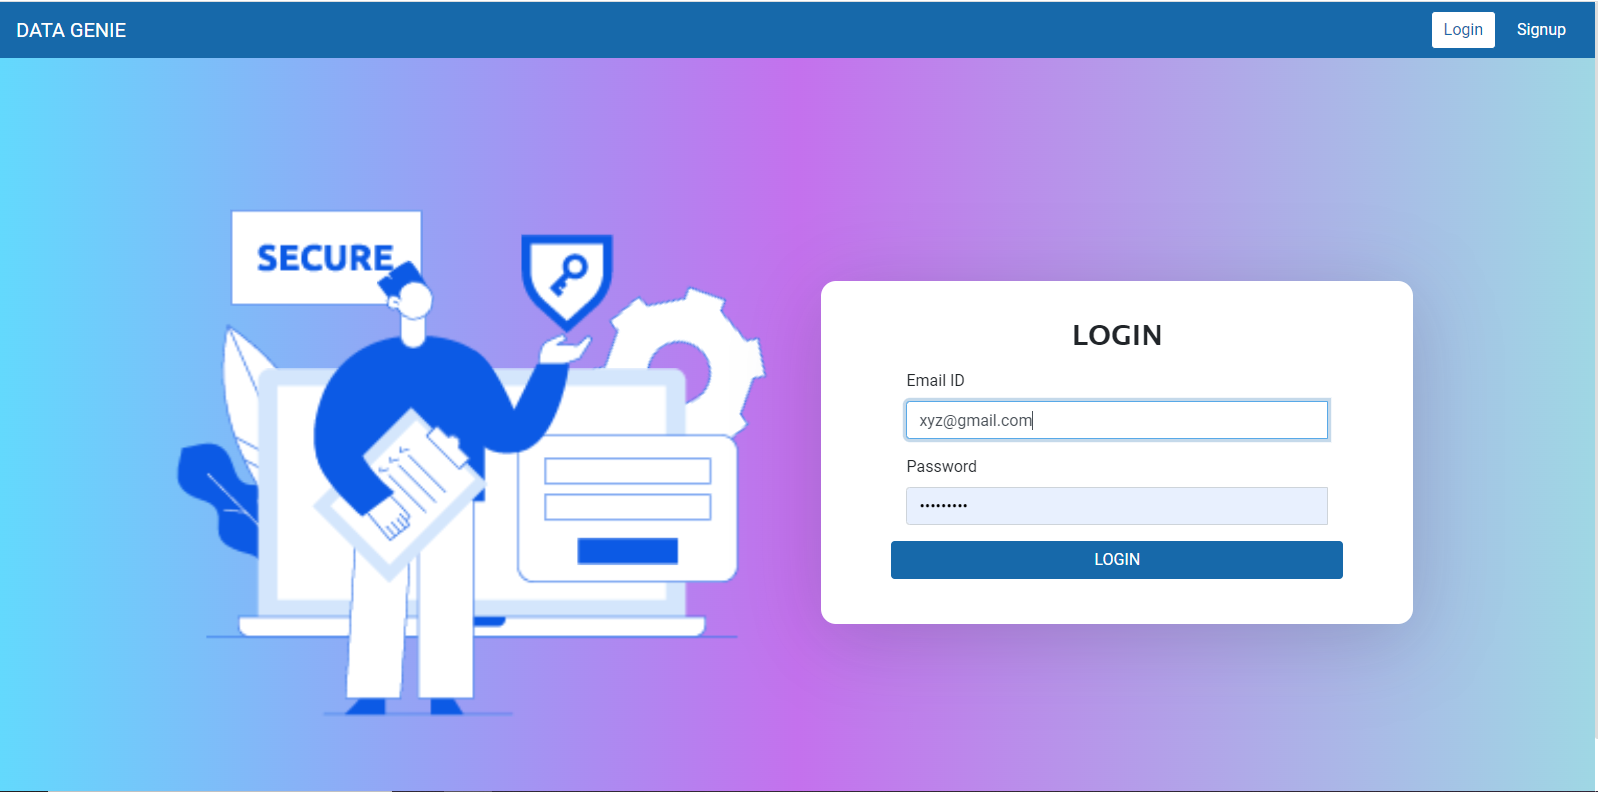 DATA GENIE
Login
Signup
SECURE
LOGIN
Email ID
xyz@gmail.com
Password
•••••••••
LOGIN